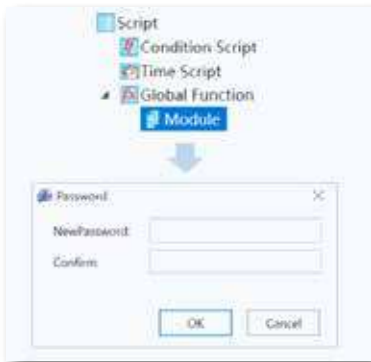 Script
Condition Script
Time Script
Global Function
Module
Password
NewPassword
Confirm
OK
Cancel